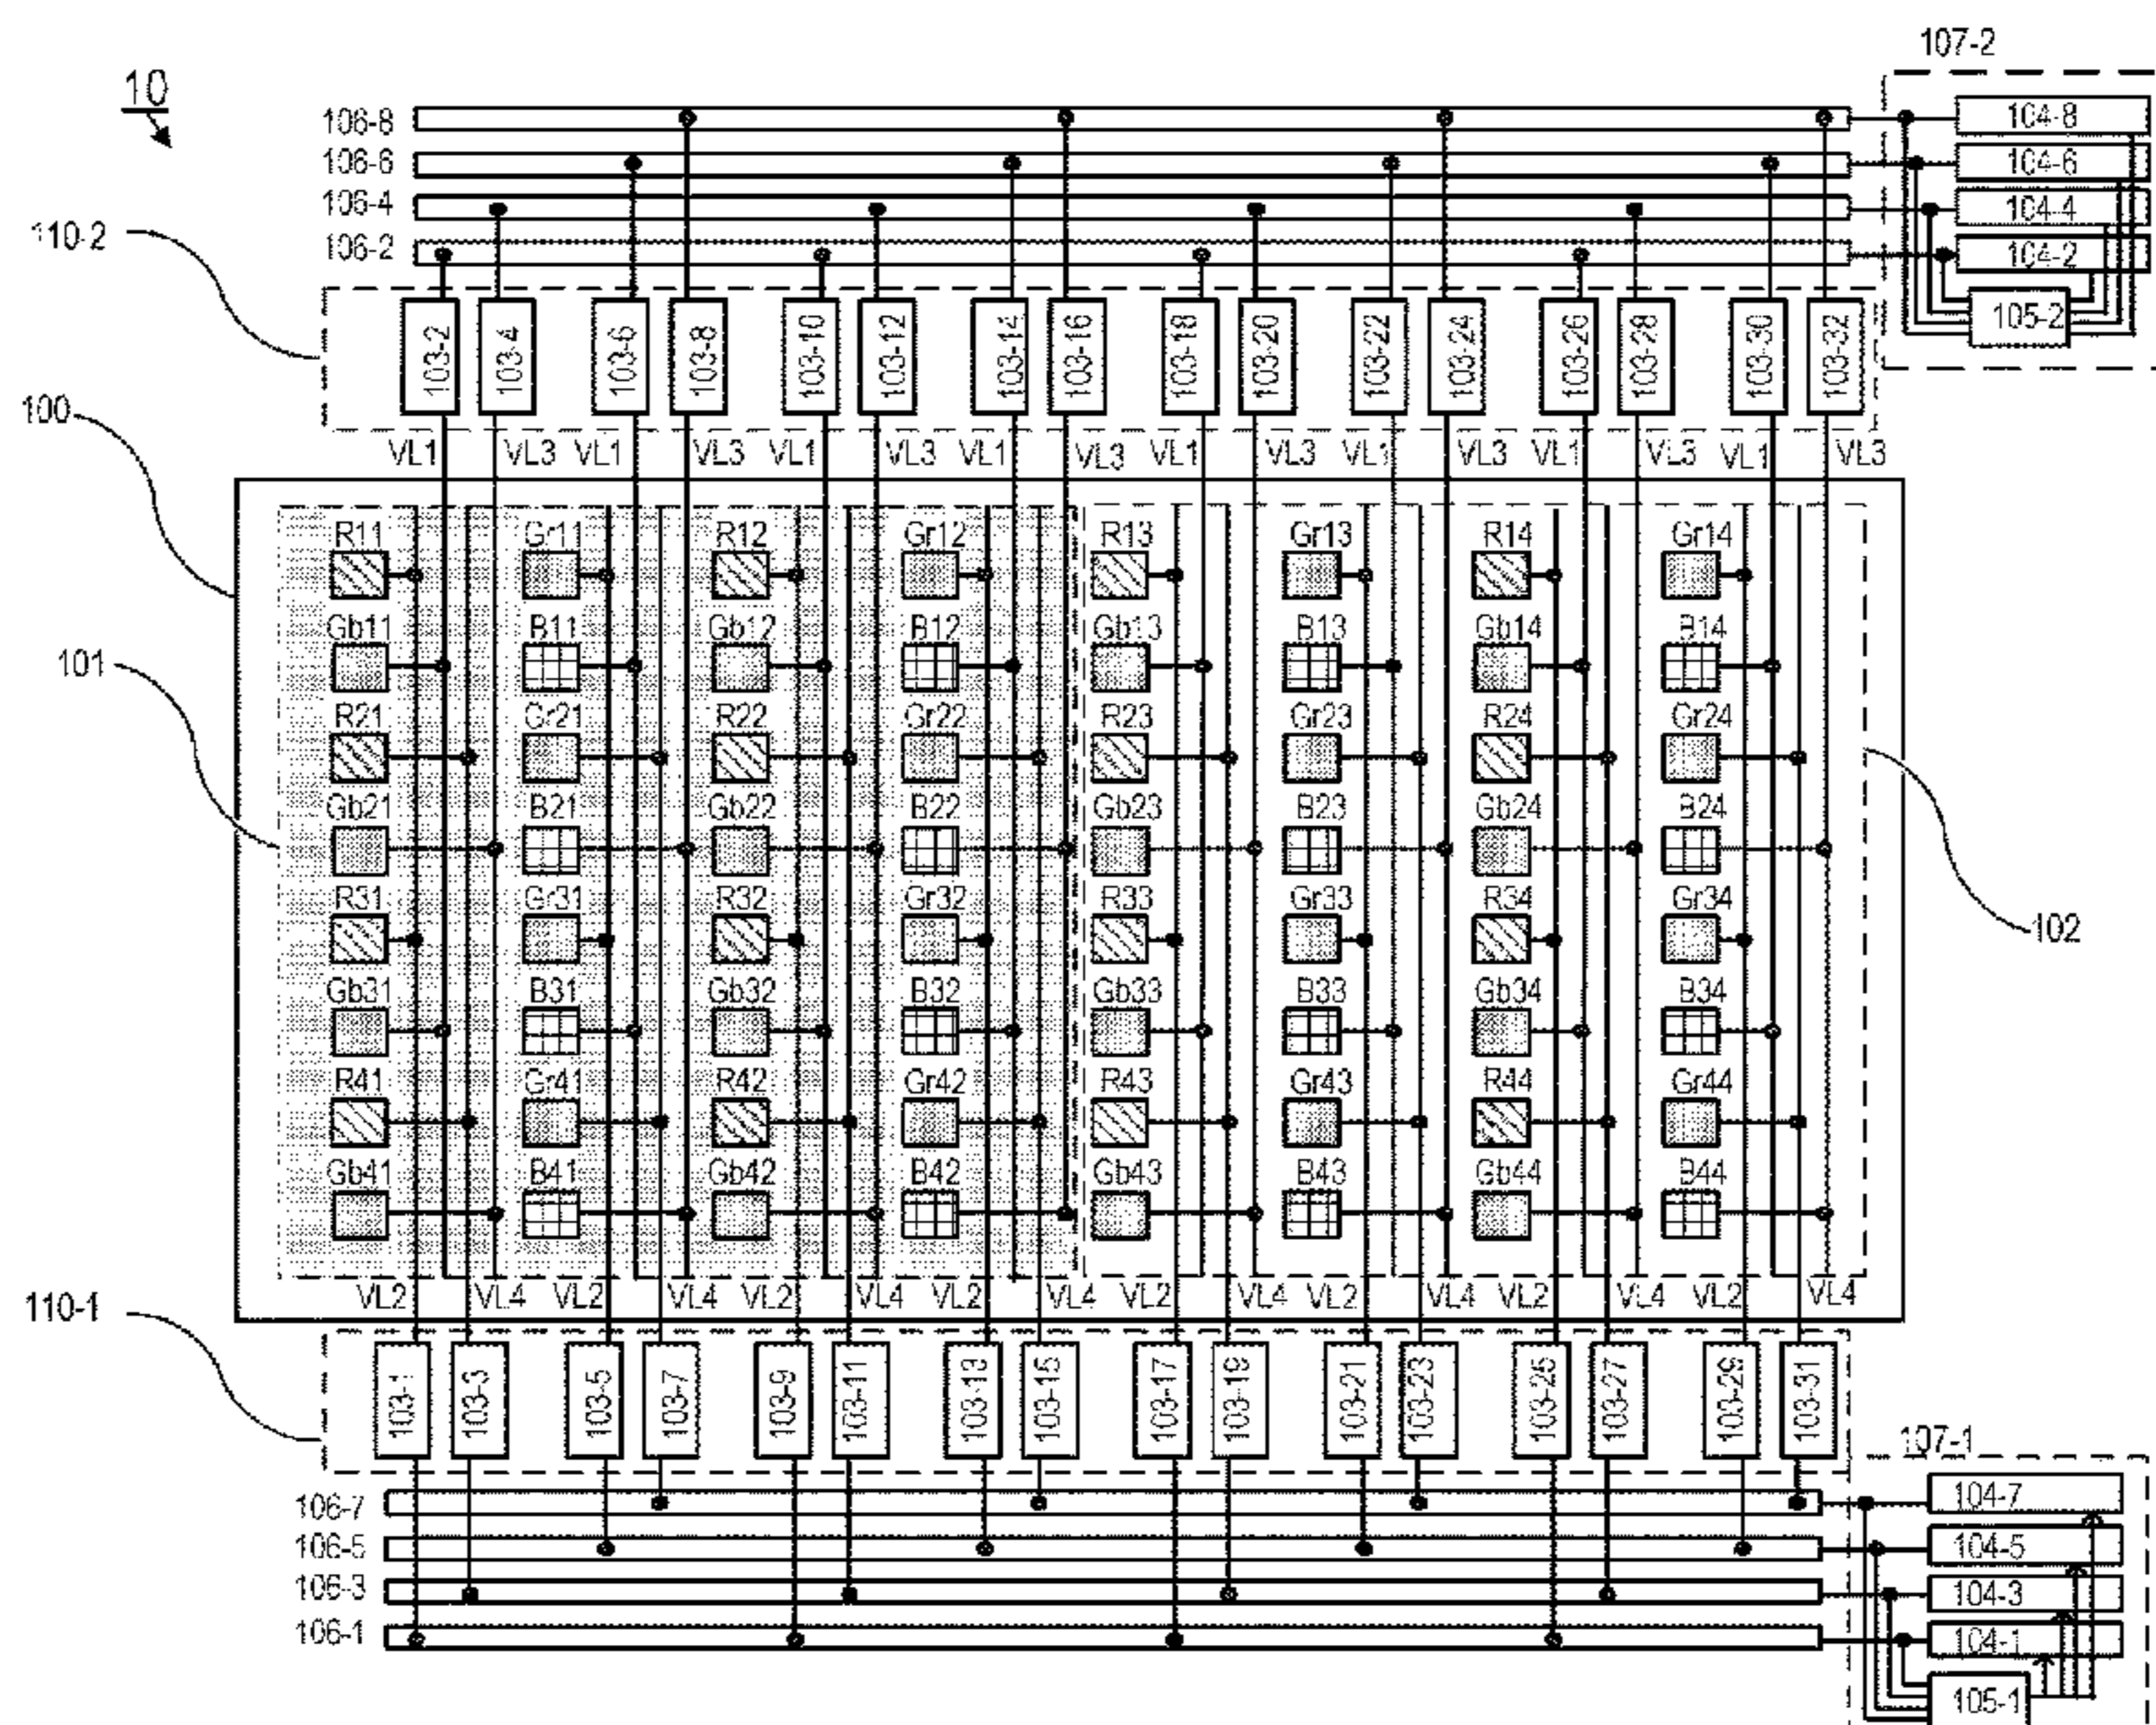 107-2
10
106-8
104-8
106-6
104-6
106-4
104-4
110-2
106-2
104-2
105-2
103-2 103-4 103-6 103-8 103-10 103-12 103-14 103-16 103-18 103-20 103-22 103-24 103-26 103-28 103-30 103-32
100
VL1 VL3 VL1 VL3 VL1 VL3 VL1 VL3 VL1 VL3 VL1 VL3 VL1 VL3 VL1 VL3
R11 Gr11 R12 Gr12 R13 Gr13 R14 Gr14
Gb11 B11 Gb12 B12 Gb13 B13 Gb14 B14
101
R21 Gr21 R22 Gr22 R23 Gr23 R24 Gr24
Gb21 B21 Gb22 B22 Gb23 B23 Gb24 B24
R31 Gr31 R32 Gr32 R33 Gr33 R34 Gr34
102
Gb31 B31 Gb32 B32 Gb33 B33 Gb34 B34
R41 Gr41 R42 Gr42 R43 Gr43 R44 Gr44
Gb41 B41 Gb42 B42 Gb43 B43 Gb44 B44
VL2 VL4 VL2 VL4 VL2 VL4 VL2 VL4 VL2 VL4 VL2 VL4 VL2 VL4 VL2 VL4
110-1
103-1 103-3 103-5 103-7 103-9 103-11 103-13 103-15 103-17 103-19 103-21 103-23 103-25 103-27 103-29 103-31
107-1
106-7
104-7
106-5
104-5
106-3
104-3
106-1
104-1
105-1